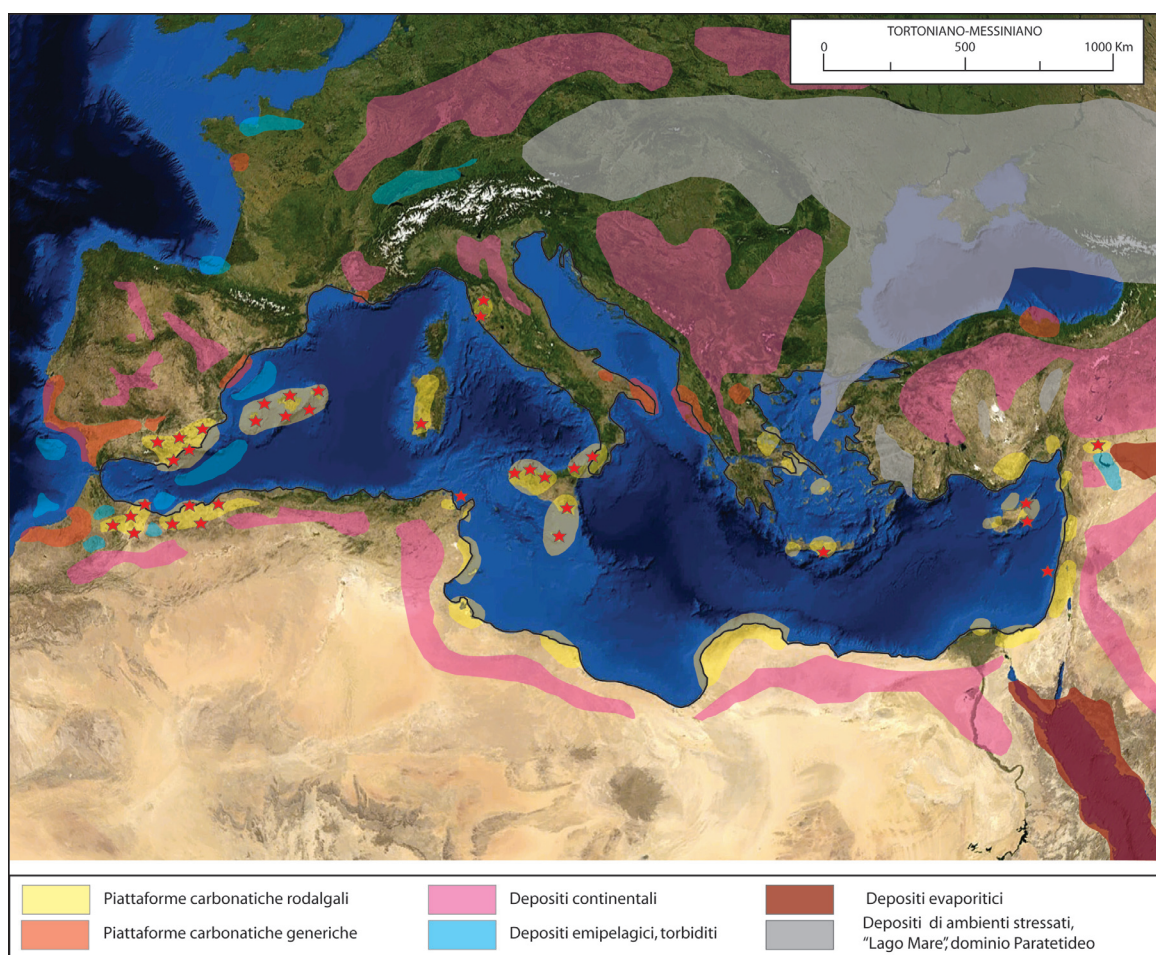 TORTONIANO-MESSINIANO
0 500 1000 Km
Piattaforme carbonatiche rodalgali
Piattaforme carbonatiche generiche
Depositi continentali
Depositi emipelagici, torbiditi
Depositi evaporitici
Depositi di ambienti stressati,
“Lago Mare”, dominio Paratetideo